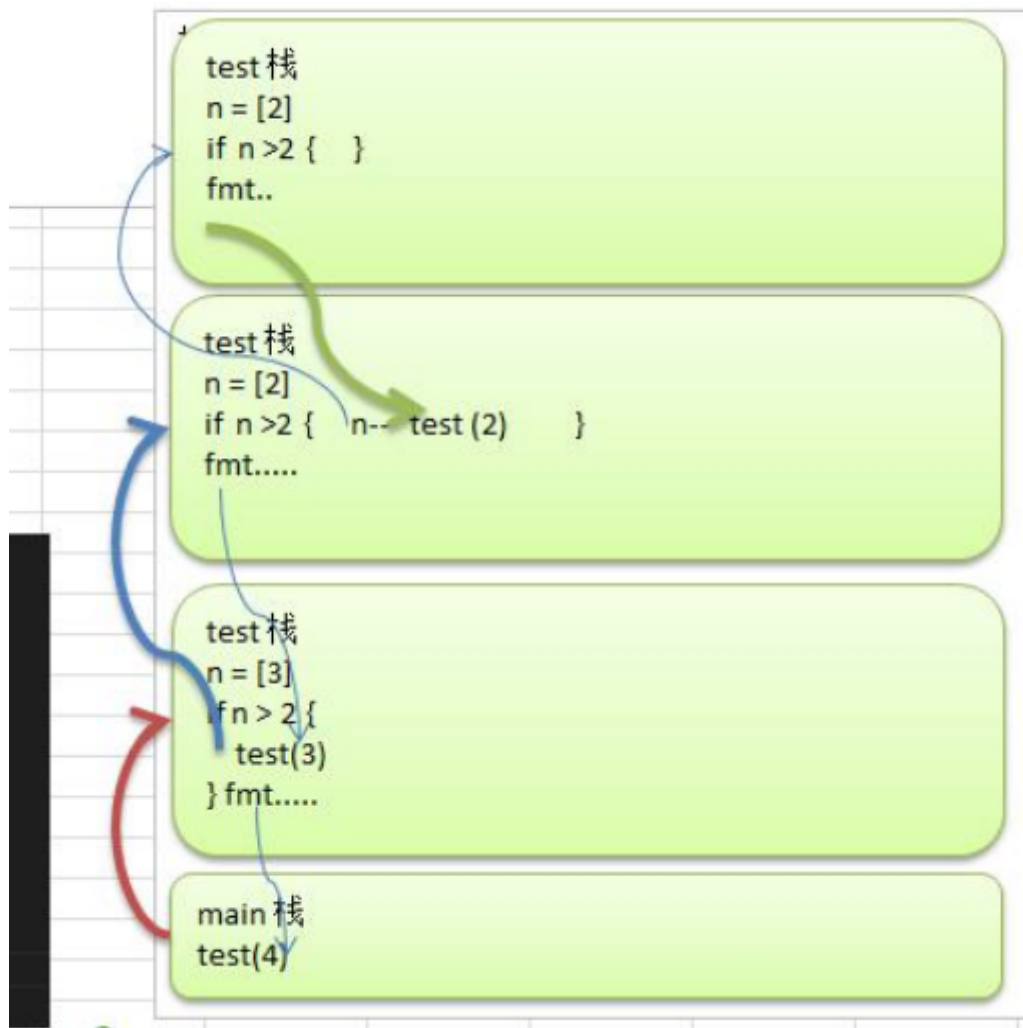 test 栈
n = [2]
if n >2 { }
fmt..
test 栈
n = [2]
if n >2 { n-- test (2) }
fmt.....
test 栈
n = [3]
if n > 2 {
test(3)
} fmt.....
main 栈
test(4)